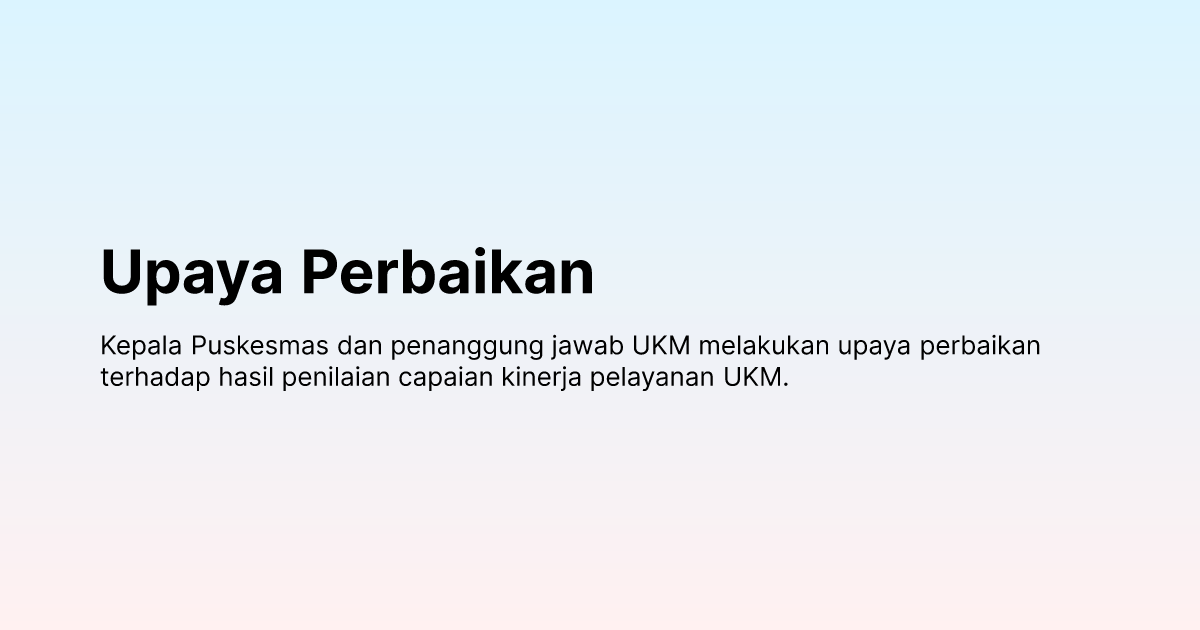 Upaya Perbaikan
Kepala Puskesmas dan penanggung jawab UKM melakukan upaya perbaikan
terhadap hasil penilaian capaian kinerja pelayanan UKM.